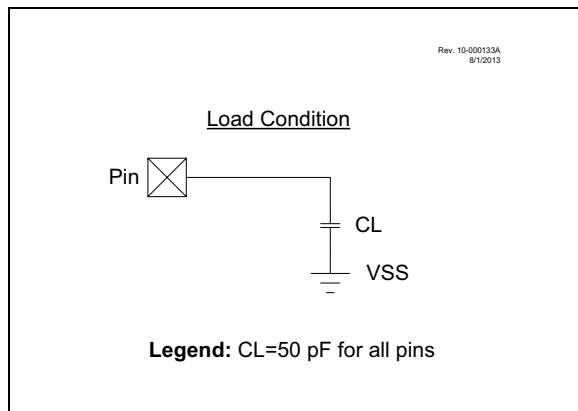 Rev. 10-000133A
8/1/2013
Load Condition
Pin
CL
VSS
Legend: CL=50 pF for all pins